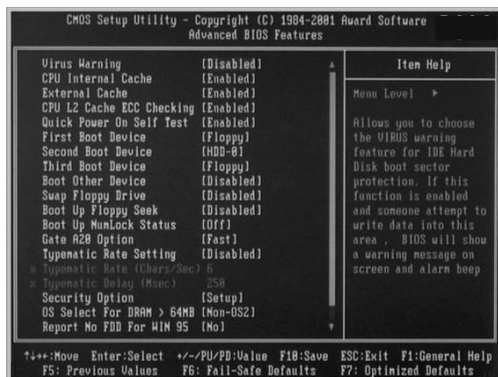 CMOS Setup Utility - Copyright (C) 1984-2001 Award Software
Advanced BIOS Features
Virus Warning [Disabled]
CPU Internal Cache [Enabled]
External Cache [Enabled]
CPU L2 Cache ECC Checking [Enabled]
Quick Power On Self Test [Enabled]
First Boot Device [Floppy]
Second Boot Device [HDD-0]
Third Boot Device [Floppy]
Boot Other Device [Disabled]
Swap Floppy Drive [Disabled]
Boot Up Floppy Seek [Disabled]
Boot Up NumLock Status [Off]
Gate A20 Option [Fast]
Typematic Rate Setting [Disabled]
x Typematic Rate (Chars/Sec) 6
x Typematic Delay (Msec) 250
Security Option [Setup]
OS Select For DRAM > 64MB [Non-OS2]
Report No FDD For WIN 95 [No]
Item Help
Menu Level ▸
Allows you to choose
the VIRUS warning
feature for IDE Hard
Disk boot sector
protection. If this
function is enabled
and someone attempt to
write data into this
area , BIOS will show
a warning message on
screen and alarm beep
↑↓→←:Move Enter:Select +/-/PU/PD:Value F10:Save ESC:Exit F1:General Help
F5: Previous Values F6: Fail-Safe Defaults F7: Optimized Defaults